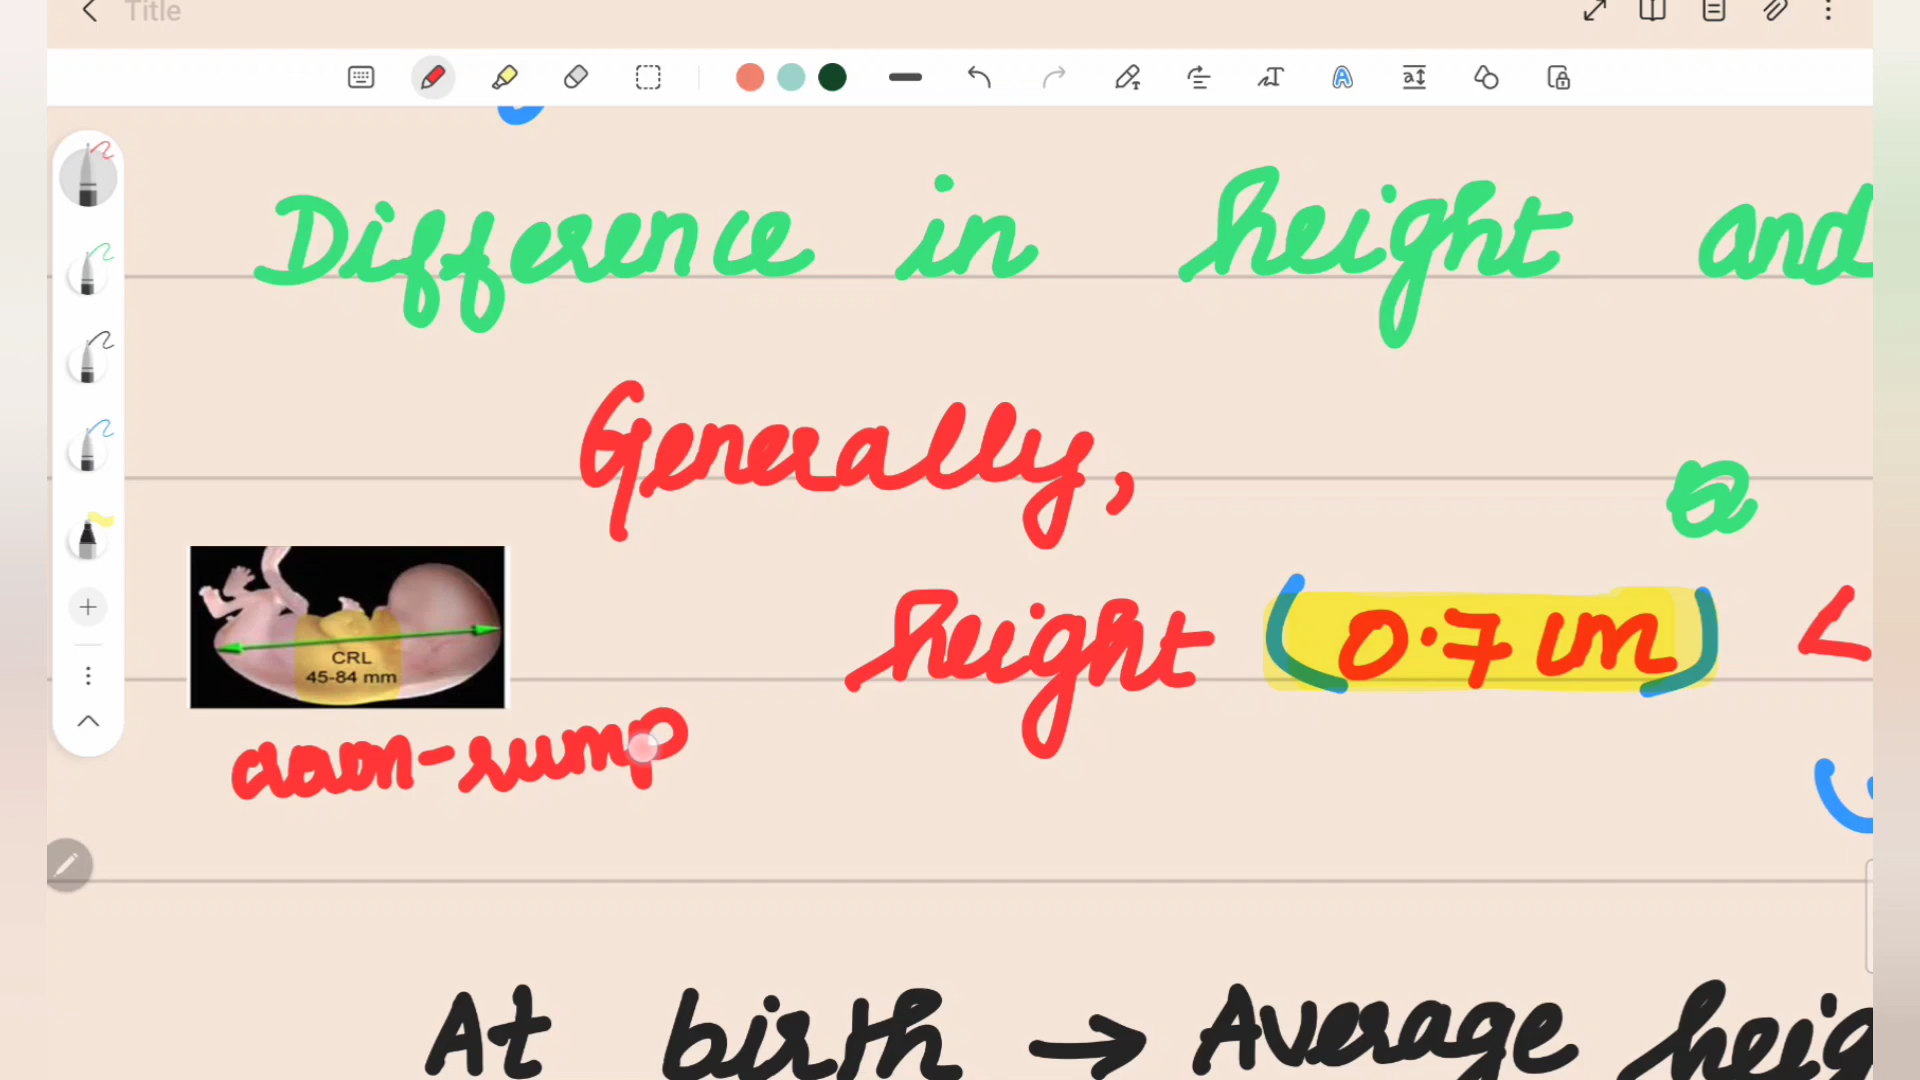 Title
Difference in height and
Generally,
height (0.7 cm) <
CRL
45-84 mm
crown-rump
At birth → Average heig